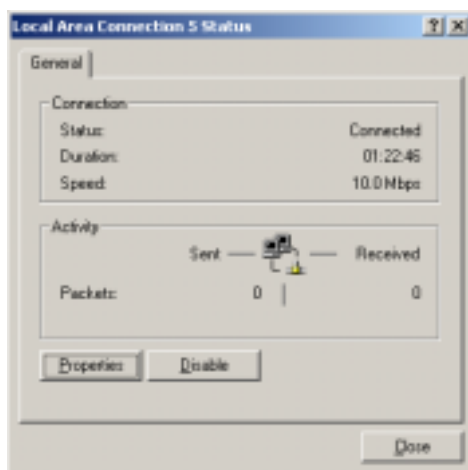 Local Area Connection 5 Status
General
Connection
Status: Connected
Duration: 01:22:46
Speed: 10.0 Mbps
Activity
Sent Received
Packets: 0 0
Properties Disable
Close